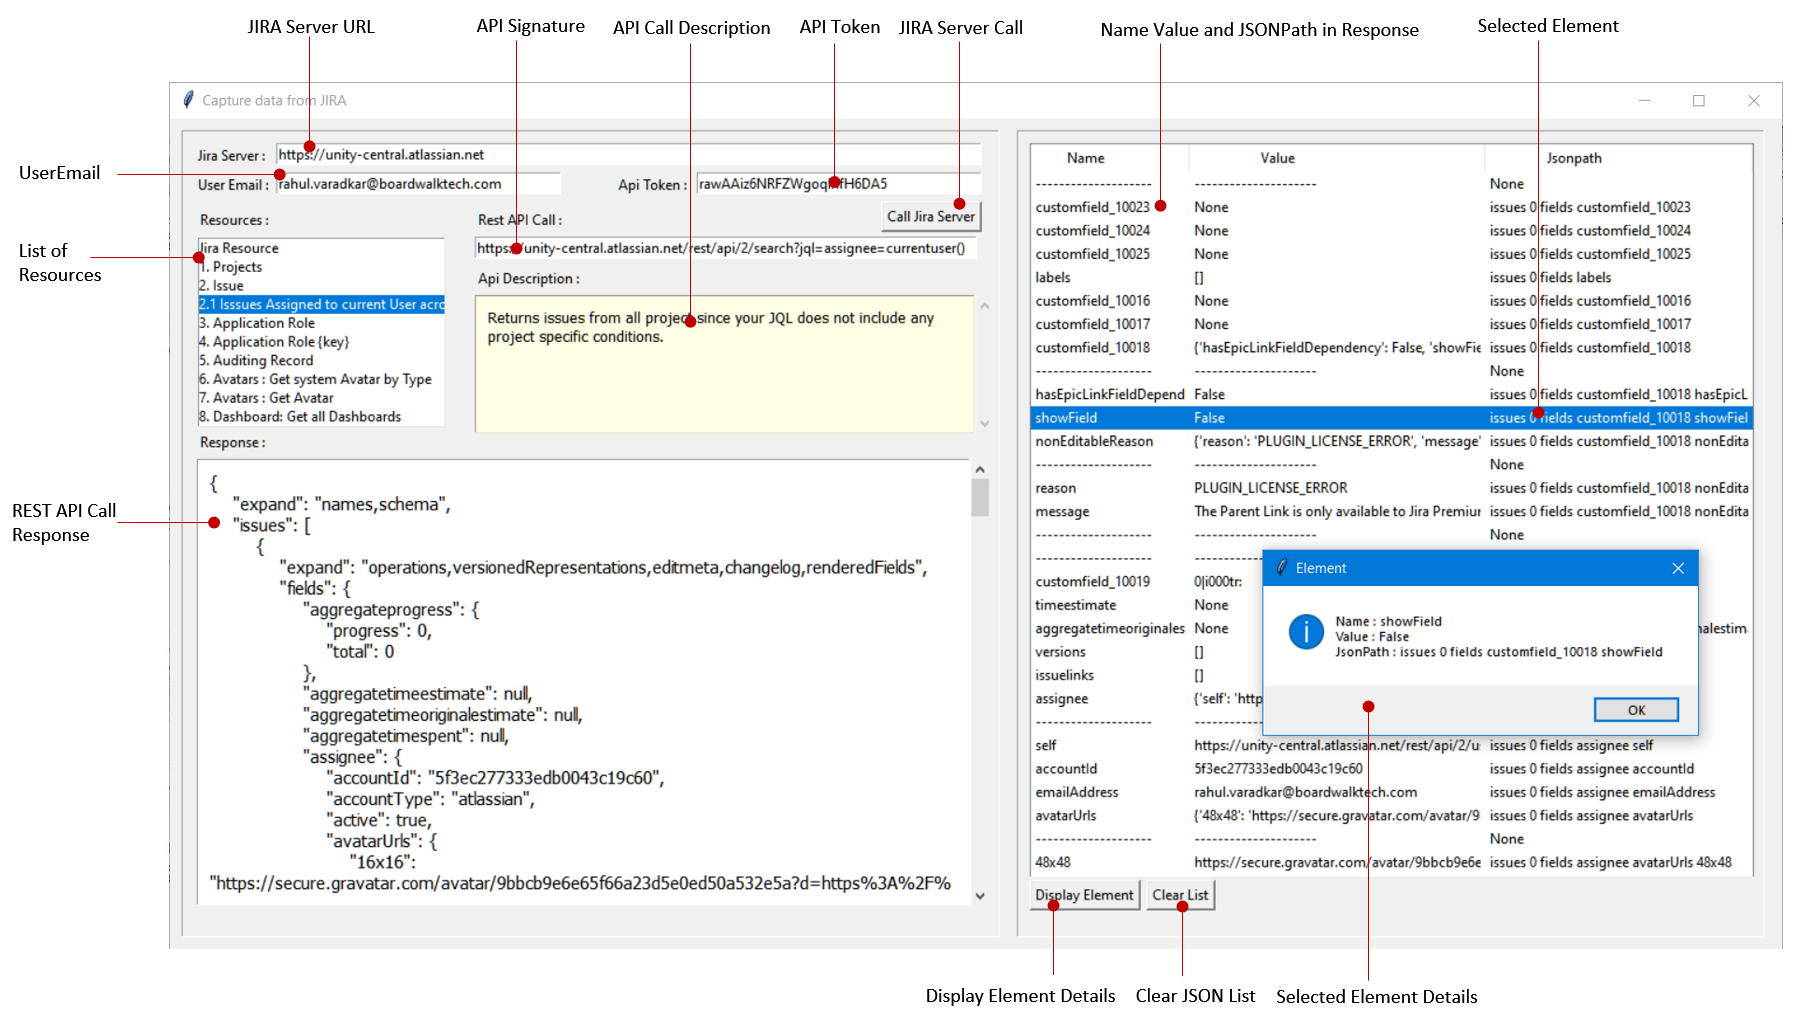 JIRA Server URL
API Signature
API Call Description
API Token
JIRA Server Call
Name Value and JSONPath in Response
Selected Element
Capture data from JIRA
UserEmail
List of
Resources
REST API Call
Response
Jira Server :
https://unity-central.atlassian.net
User Email :
rahul.varadkar@boardwalktech.com
Api Token :
Call Jira Server
Resources :
Rest API Call :
Jira Resource
1. Projects
2. Issue
2.1 Isssues Assigned to current User acro
3. Application Role
4. Application Role {key}
5. Auditing Record
6. Avatars : Get system Avatar by Type
7. Avatars : Get Avatar
8. Dashboard: Get all Dashboards
https://unity-central.atlassian.net/rest/api/2/search?jql=assignee=currentuser()
Api Description :
Returns issues from all project since your JQL does not include any
project specific conditions.
Response :
{
"expand": "names,schema",
"issues": [
{
"expand": "operations,versionedRepresentations,editmeta,changelog,renderedFields",
"fields": {
"aggregateprogress": {
"progress": 0,
"total": 0
},
"aggregatetimeestimate": null,
"aggregatetimeoriginalestimate": null,
"aggregatetimespent": null,
"assignee": {
"accountId": "5f3ec277333edb0043c19c60",
"accountType": "atlassian",
"active": true,
"avatarUrls": {
"16x16":
"https://secure.gravatar.com/avatar/9bbcb9e6e65f66a23d5e0ed50a532e5a?d=https%3A%2F%
Name Value Jsonpath
-------------------- --------------------- None
customfield_10023 None issues 0 fields customfield_10023
customfield_10024 None issues 0 fields customfield_10024
customfield_10025 None issues 0 fields customfield_10025
labels [] issues 0 fields labels
customfield_10016 None issues 0 fields customfield_10016
customfield_10017 None issues 0 fields customfield_10017
customfield_10018 {'hasEpicLinkFieldDependency': False, 'showFie issues 0 fields customfield_10018
-------------------- --------------------- None
hasEpicLinkFieldDepend False issues 0 fields customfield_10018 hasEpicL
showField False issues 0 fields customfield_10018 showFiel
nonEditableReason {'reason': 'PLUGIN_LICENSE_ERROR', 'message' issues 0 fields customfield_10018 nonEdita
-------------------- --------------------- None
reason PLUGIN_LICENSE_ERROR issues 0 fields customfield_10018 nonEdita
message The Parent Link is only available to Jira Premiur issues 0 fields customfield_10018 nonEdita
-------------------- --------------------- None
-------------------- --
customfield_10019 0|i000tr:
timeestimate None
aggregatetimeoriginales None nalestim
versions []
issuelinks []
assignee {'self': 'http
-------------------- --
self https://unity-central.atlassian.net/rest/api/2/u issues 0 fields assignee self
accountId 5f3ec277333edb0043c19c60 issues 0 fields assignee accountId
emailAddress rahul.varadkar@boardwalktech.com issues 0 fields assignee emailAddress
avatarUrls {'48x48': 'https://secure.gravatar.com/avatar/9 issues 0 fields assignee avatarUrls
-------------------- --------------------- None
48x48 https://secure.gravatar.com/avatar/9bbcb9e6e issues 0 fields assignee avatarUrls 48x48
Element
Name : showField
Value : False
JsonPath : issues 0 fields customfield_10018 showField
OK
Display Element
Clear List
Display Element Details
Clear JSON List
Selected Element Details